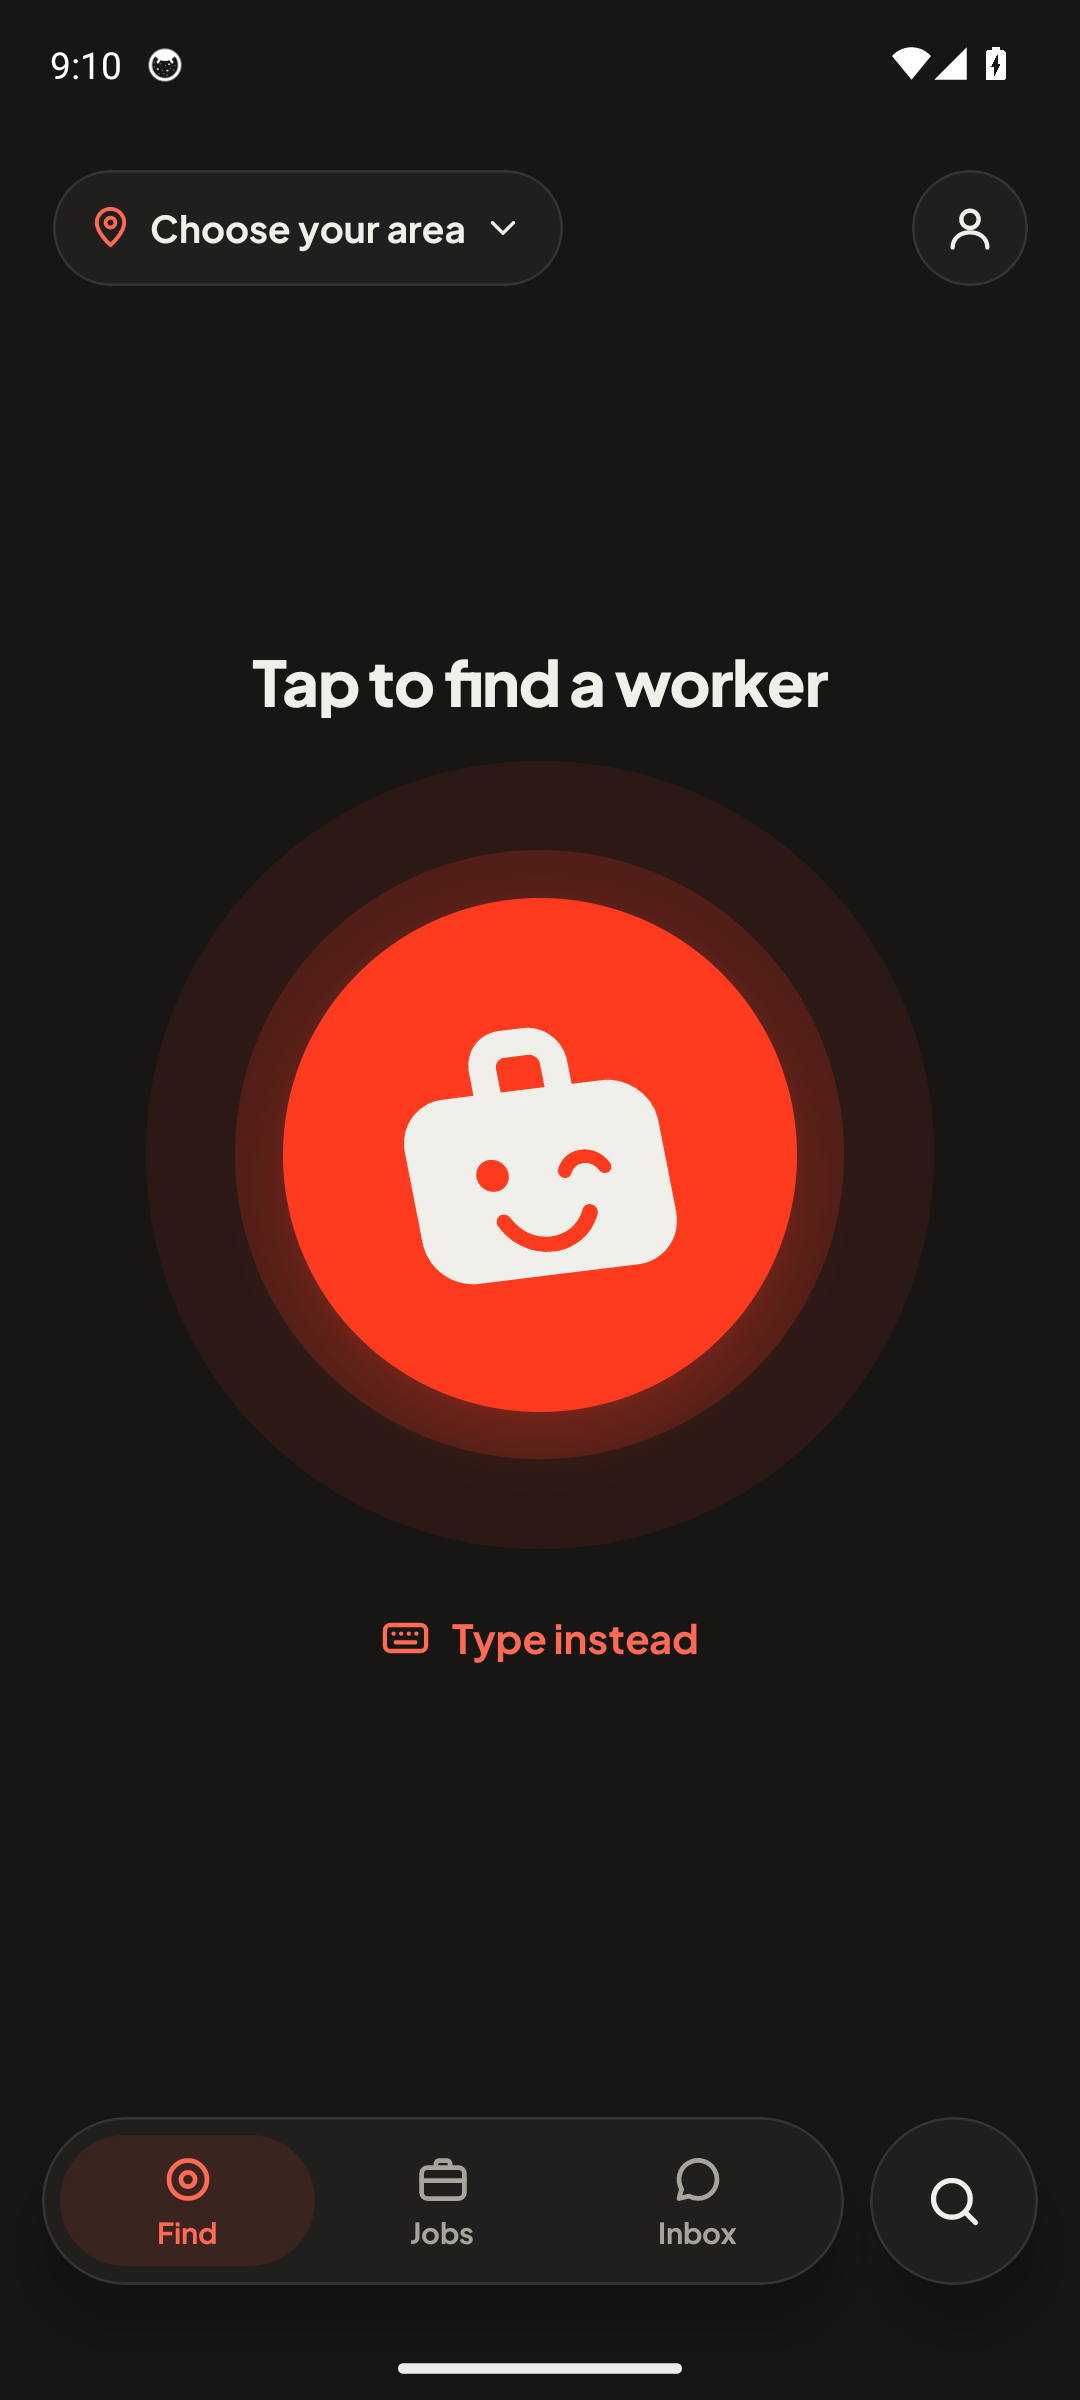 9:10
Choose your area
Tap to find a worker
Type instead
Find
Jobs
Inbox